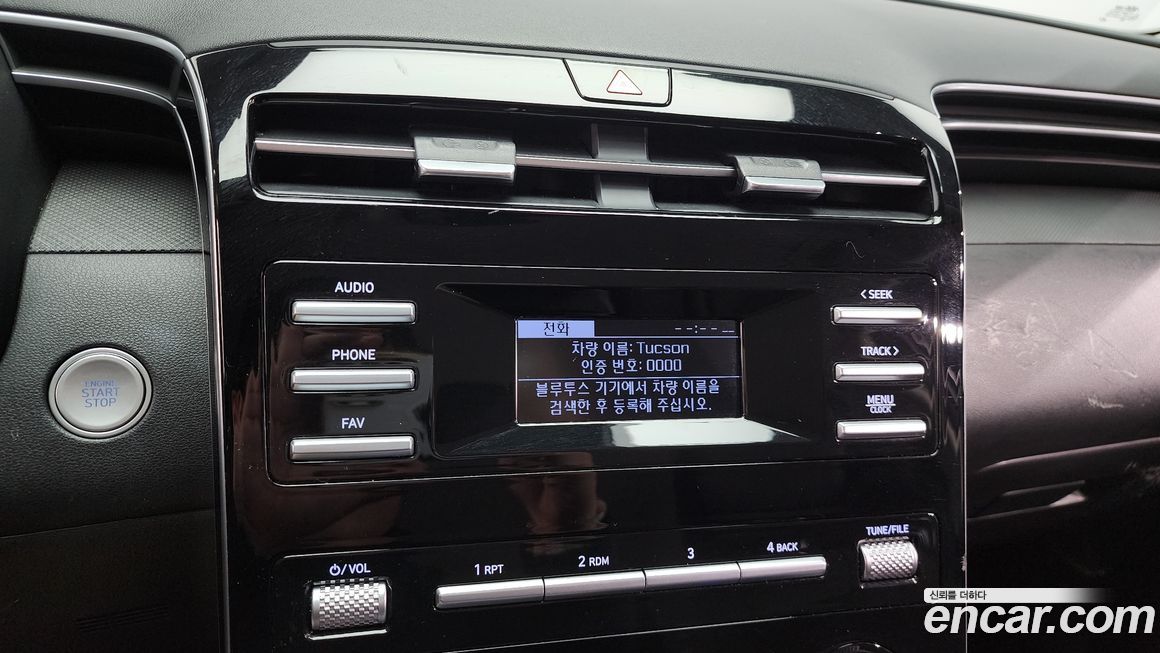 AUDIO
PHONE
FAV
전화 --:-- __
차량 이름: Tucson
인증 번호: 0000
블루투스 기기에서 차량 이름을
검색한 후 등록해 주십시오.
< SEEK
TRACK >
MENU
CLOCK
ENGINE
START
STOP
/VOL
1 RPT
2 RDM
3
4 BACK
TUNE/FILE
신뢰를 더하다
encar.com